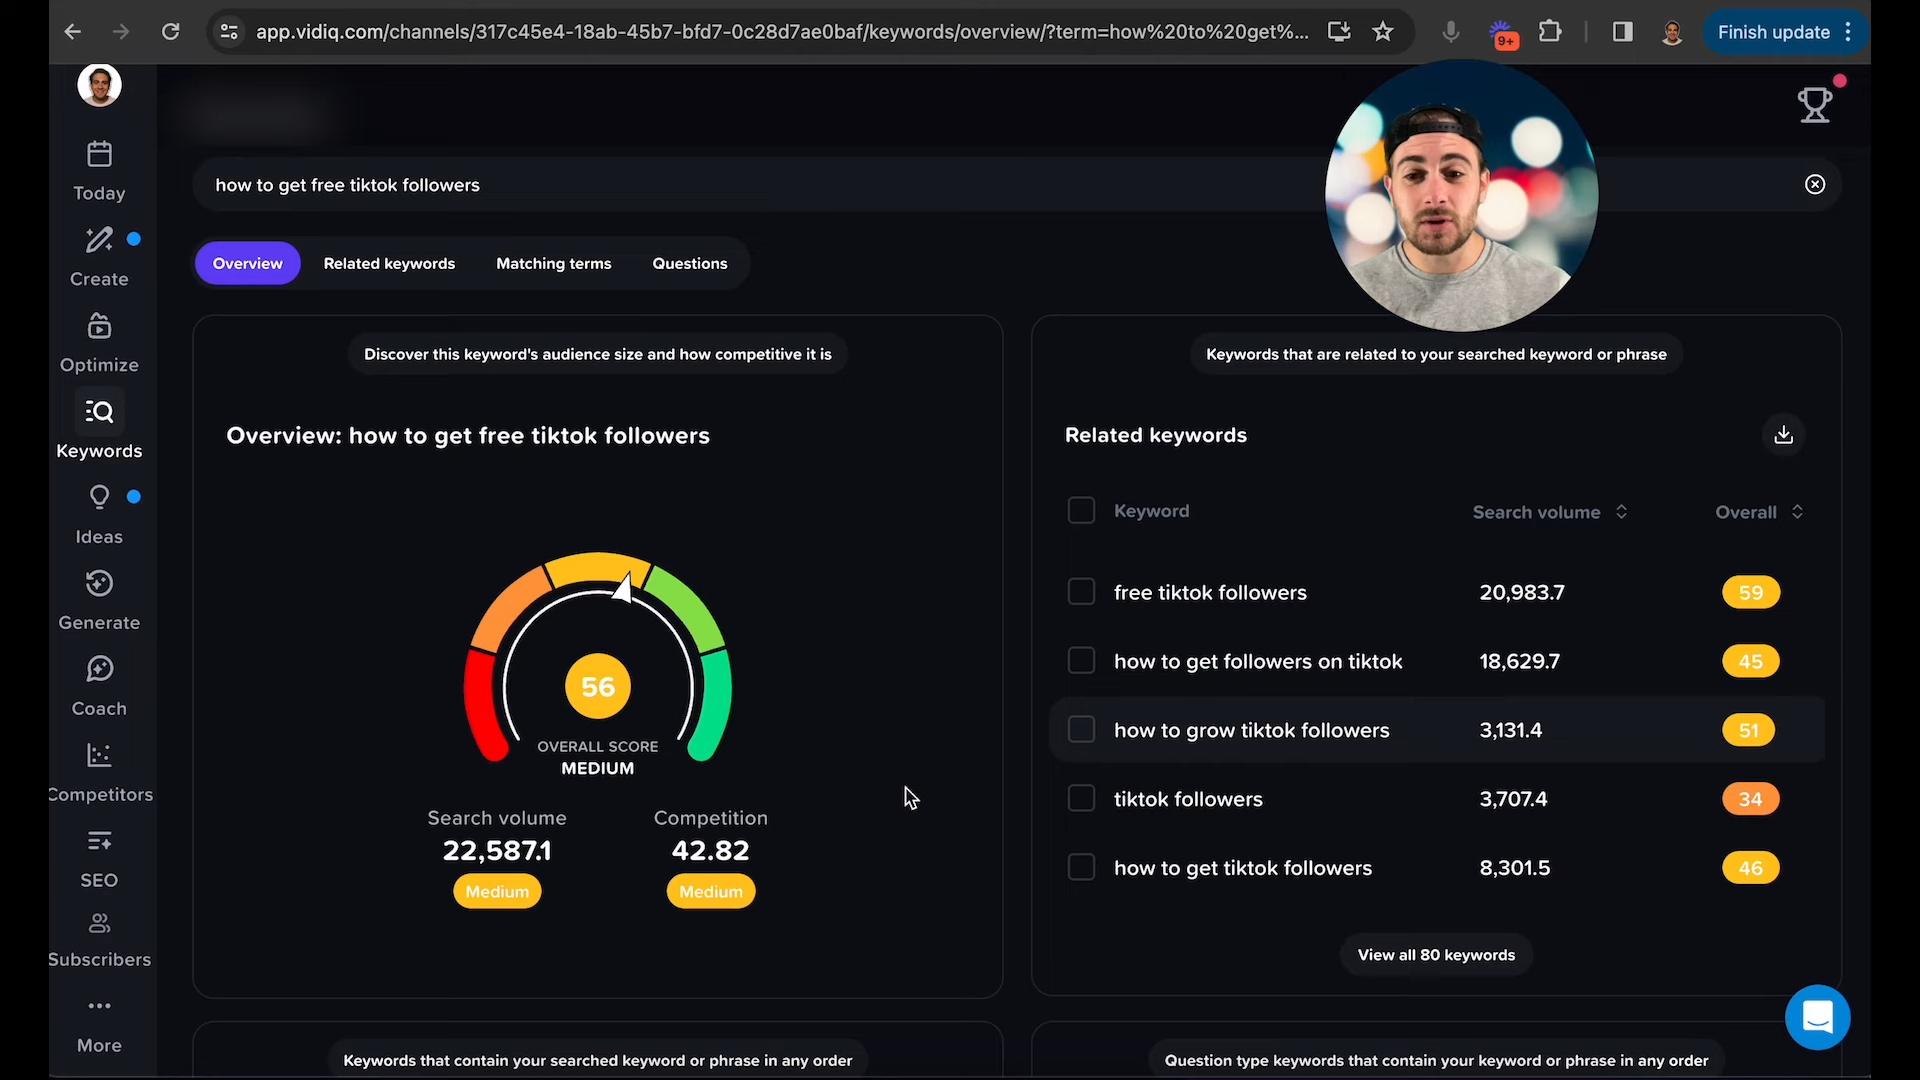 app.vidiq.com/channels/317c45e4-18ab-45b7-bfd7-0c28d7ae0baf/keywords/overview/?term=how%20to%20get%...
9+
Finish update
Today
Create
Optimize
Keywords
Ideas
Generate
Coach
Competitors
SEO
Subscribers
More
how to get free tiktok followers
Overview
Related keywords
Matching terms
Questions
Discover this keyword's audience size and how competitive it is
Overview: how to get free tiktok followers
56
OVERALL SCORE
MEDIUM
Search volume
22,587.1
Medium
Competition
42.82
Medium
Keywords that are related to your searched keyword or phrase
Related keywords
Keyword Search volume Overall
free tiktok followers 20,983.7 59
how to get followers on tiktok 18,629.7 45
how to grow tiktok followers 3,131.4 51
tiktok followers 3,707.4 34
how to get tiktok followers 8,301.5 46
View all 80 keywords
Keywords that contain your searched keyword or phrase in any order
Question type keywords that contain your keyword or phrase in any order